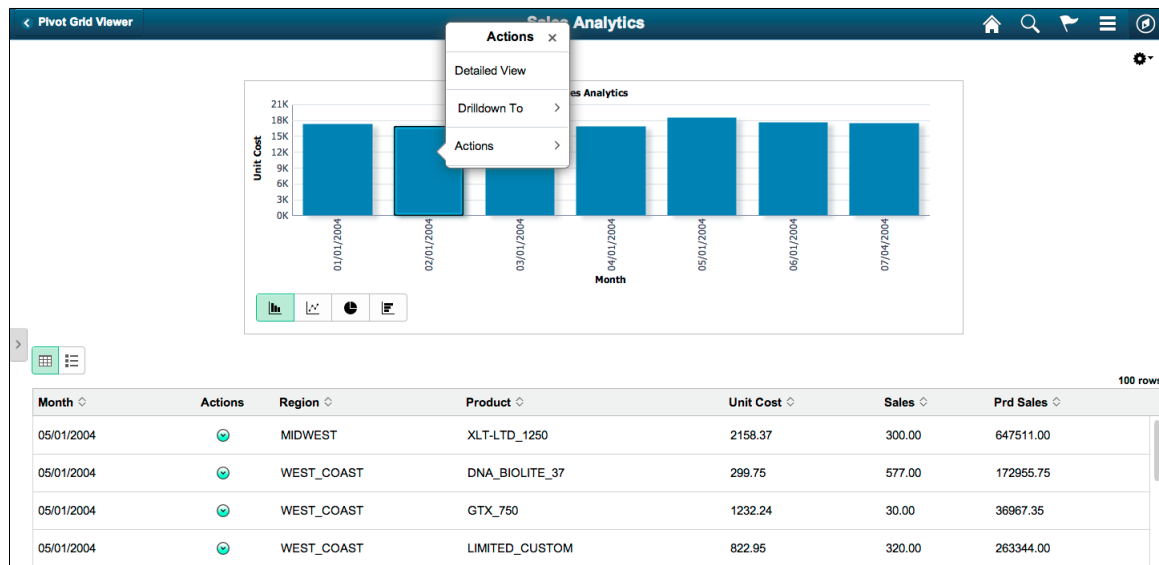 Pivot Grid Viewer
Sales Analytics
Actions ×
Detailed View
Drilldown To
Actions
es Analytics
21K
18K
15K
12K
9K
6K
3K
0K
Unit Cost
01/01/2004
02/01/2004
03/01/2004
04/01/2004
05/01/2004
06/01/2004
07/04/2004
Month
100 rows
Month Actions Region Product Unit Cost Sales Prd Sales
05/01/2004 MIDWEST XLT-LTD_1250 2158.37 300.00 647511.00
05/01/2004 WEST_COAST DNA_BIOLITE_37 299.75 577.00 172955.75
05/01/2004 WEST_COAST GTX_750 1232.24 30.00 36967.35
05/01/2004 WEST_COAST LIMITED_CUSTOM 822.95 320.00 263344.00